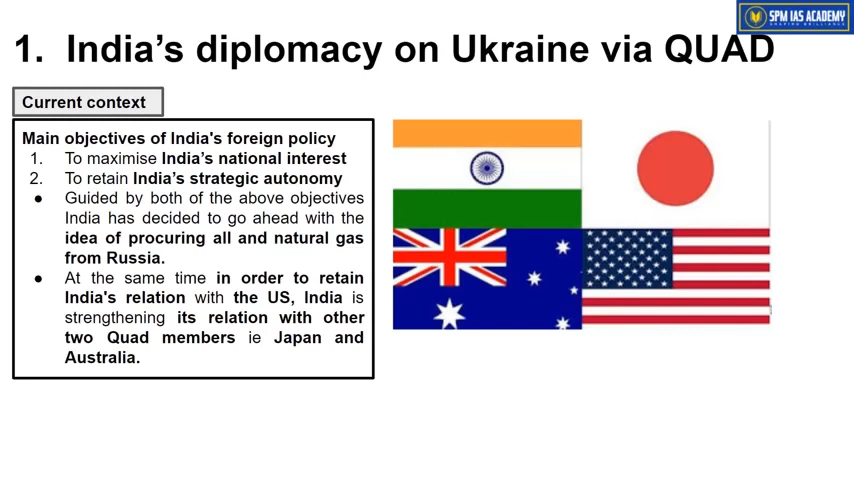 SPM IAS ACADEMY
SHAPING BRILLIANCE
1. India’s diplomacy on Ukraine via QUAD
Current context
Main objectives of India's foreign policy
1. To maximise India’s national interest
2. To retain India’s strategic autonomy
● Guided by both of the above objectives
India has decided to go ahead with the
idea of procuring all and natural gas
from Russia.
● At the same time in order to retain
India's relation with the US, India is
strengthening its relation with other
two Quad members ie Japan and
Australia.